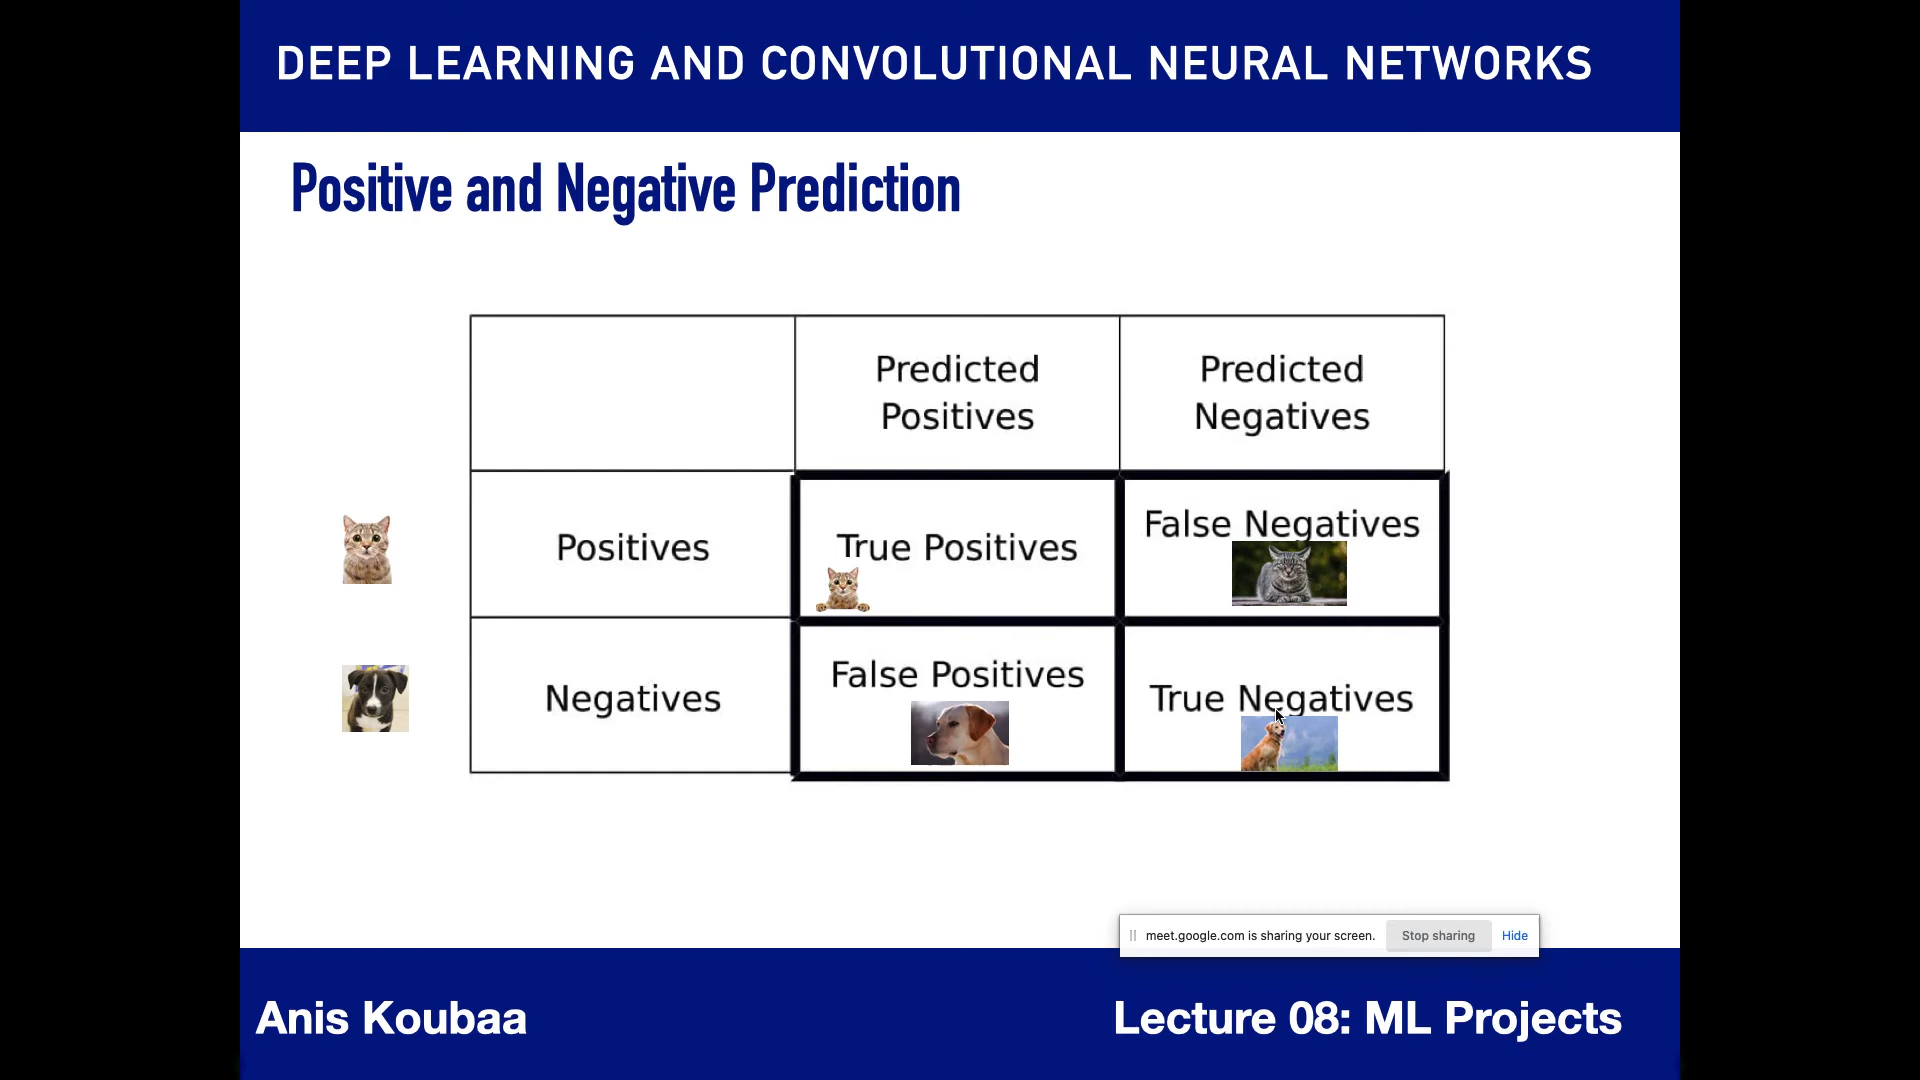 DEEP LEARNING AND CONVOLUTIONAL NEURAL NETWORKS
Positive and Negative Prediction
Predicted
Positives
Predicted
Negatives
Positives
True Positives
False Negatives
Negatives
False Positives
True Negatives
meet.google.com is sharing your screen.
Stop sharing
Hide
Anis Koubaa
Lecture 08: ML Projects